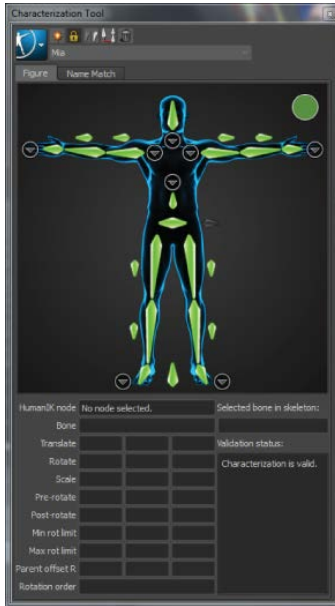 Characterization Tool
Mia
Figure Name Match
HumanIK node No node selected. Selected bone in skeleton:
Bone
Translate Validation status:
Rotate Characterization is valid.
Scale
Pre-rotate
Post-rotate
Min rot limit
Max rot limit
Parent offset R
Rotation order